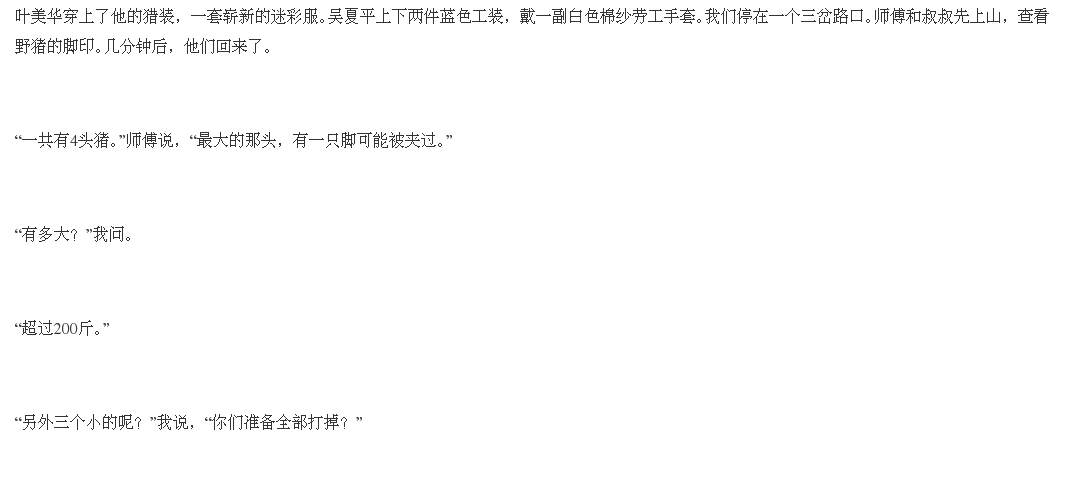 叶美华穿上了他的猎装，一套崭新的迷彩服。吴夏平上下两件蓝色工装，戴一副白色棉纱劳工手套。我们停在一个三岔路口。师傅和叔叔先上山，查看
野猪的脚印。几分钟后，他们回来了。
“一共有4头猪。”师傅说，“最大的那头，有一只脚可能被夹过。”
“有多大？”我问。
“超过200斤。”
“另外三个小的呢？”我说，“你们准备全部打掉？”